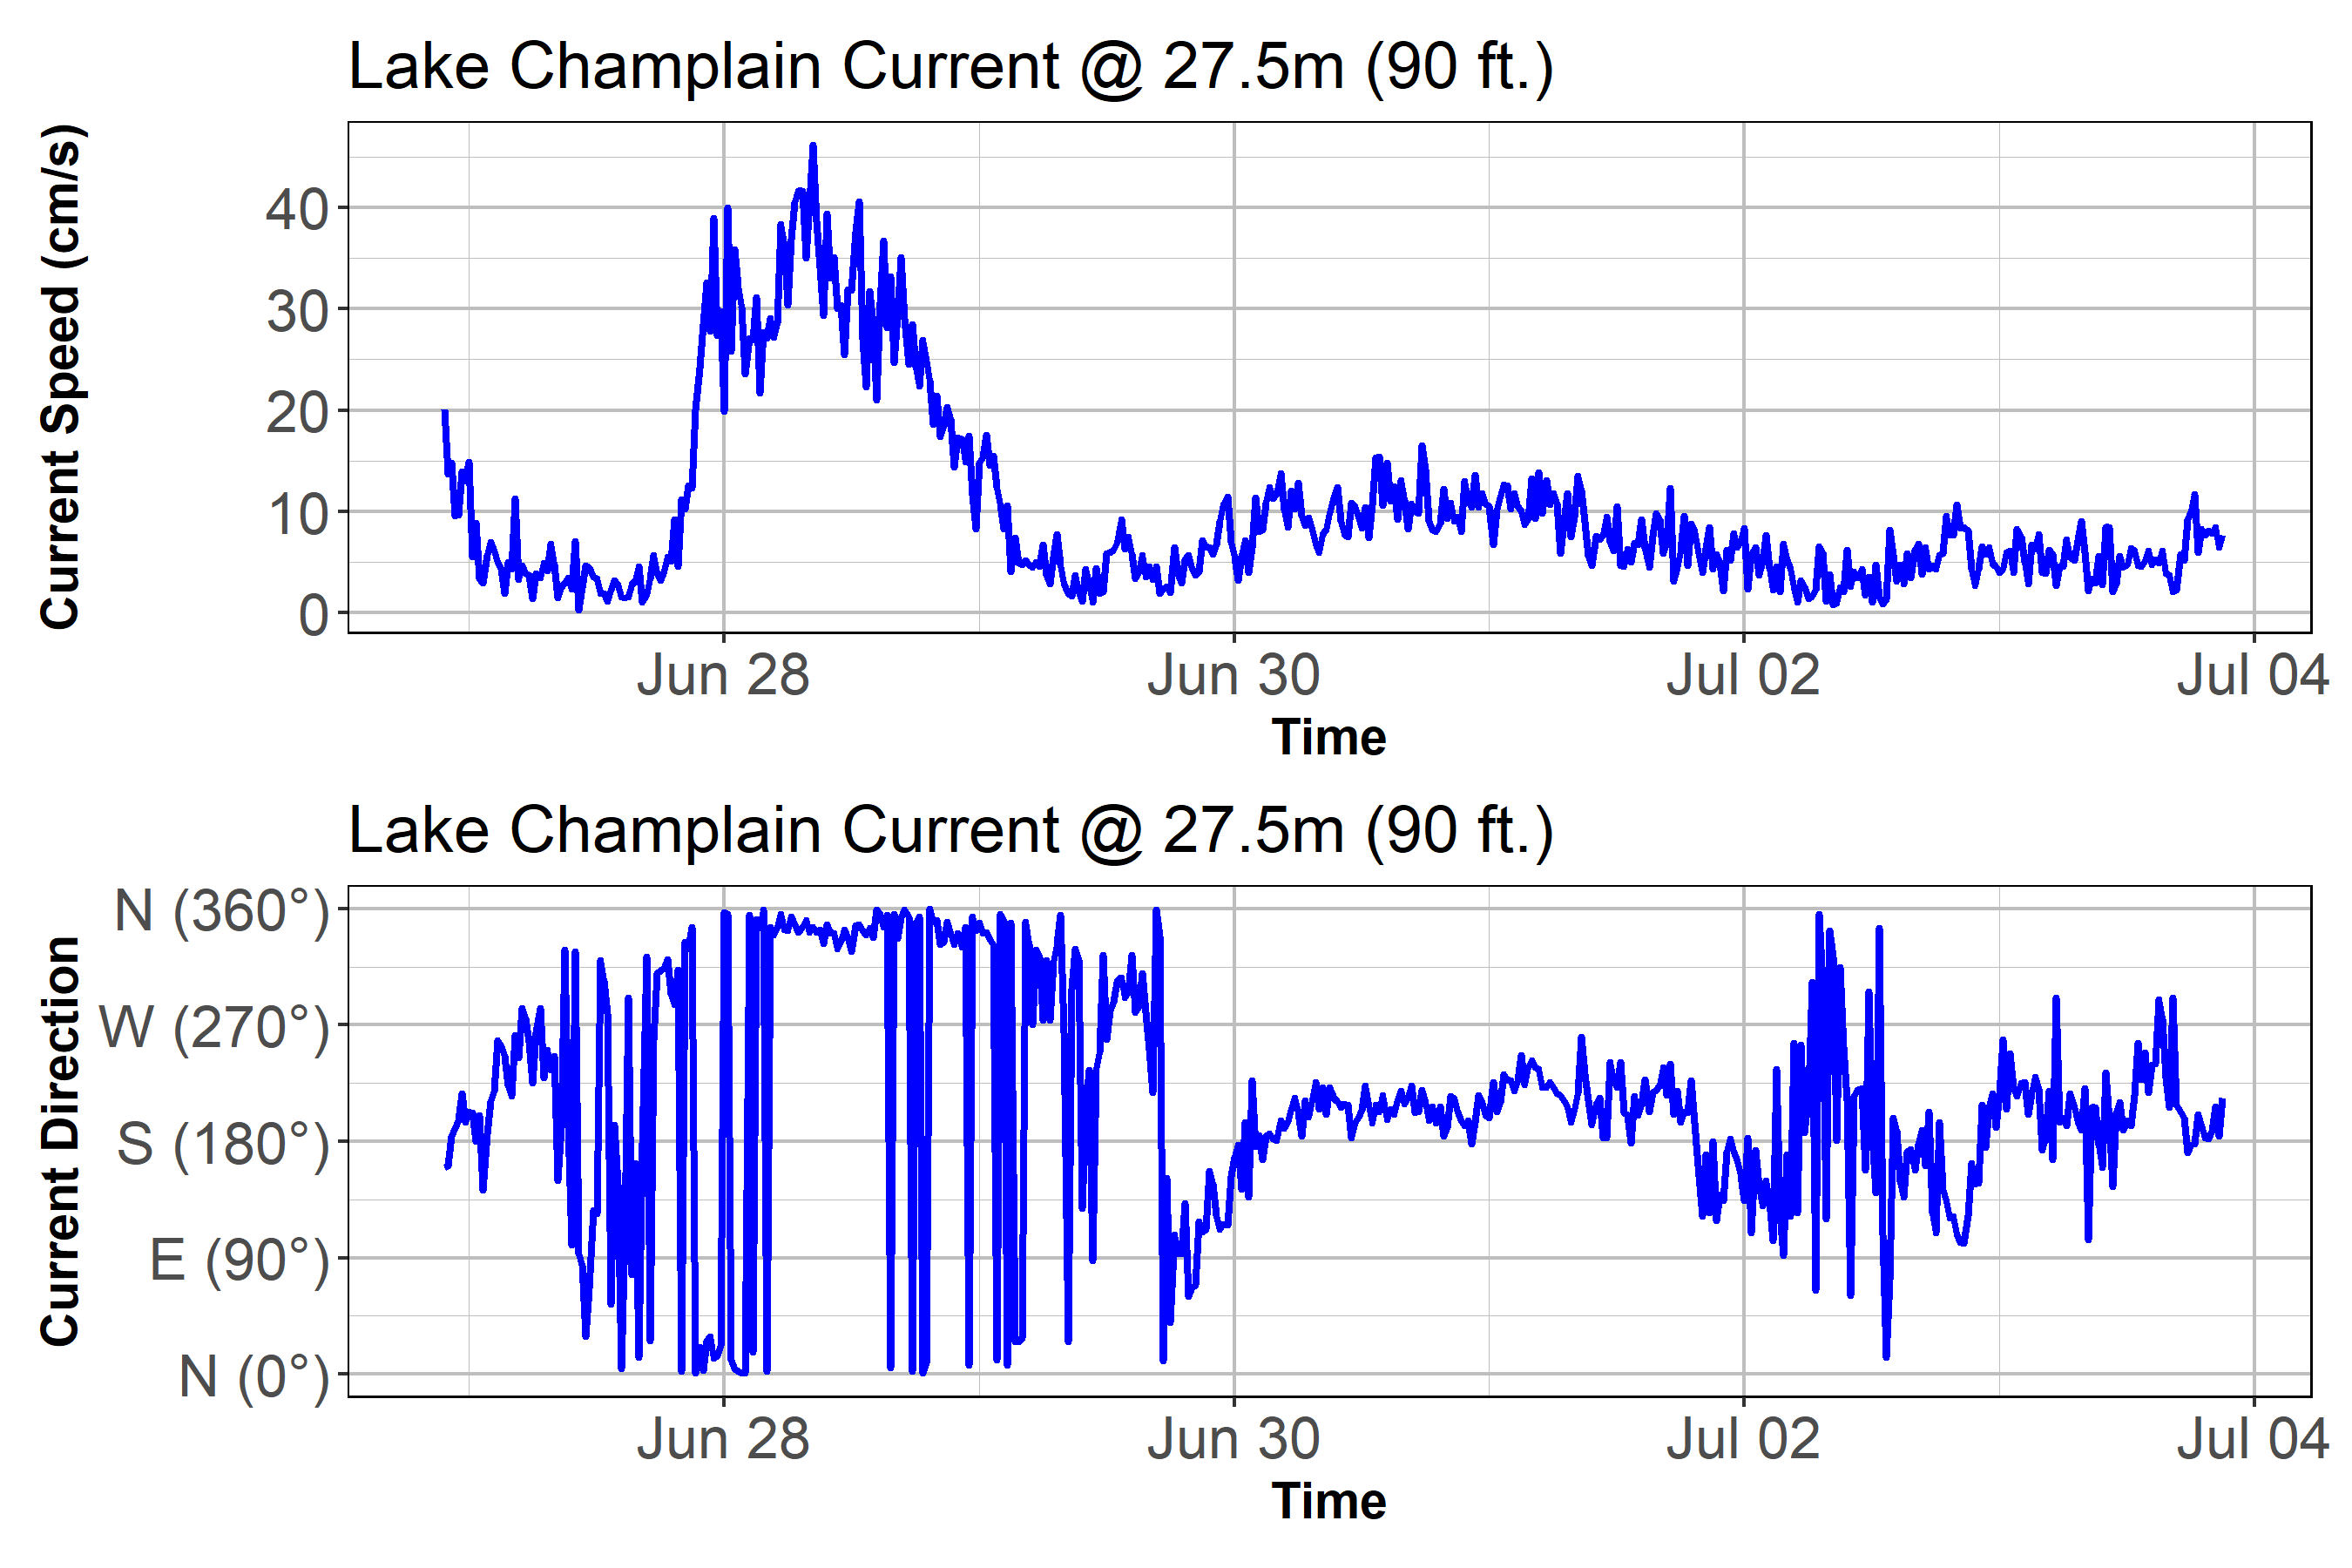 Lake Champlain Current @ 27.5m (90 ft.)
Current Speed (cm/s)
40
30
20
10
0
Jun 28 Jun 30 Jul 02 Jul 04
Time
Lake Champlain Current @ 27.5m (90 ft.)
Current Direction
N (360°)
W (270°)
S (180°)
E (90°)
N (0°)
Jun 28 Jun 30 Jul 02 Jul 04
Time